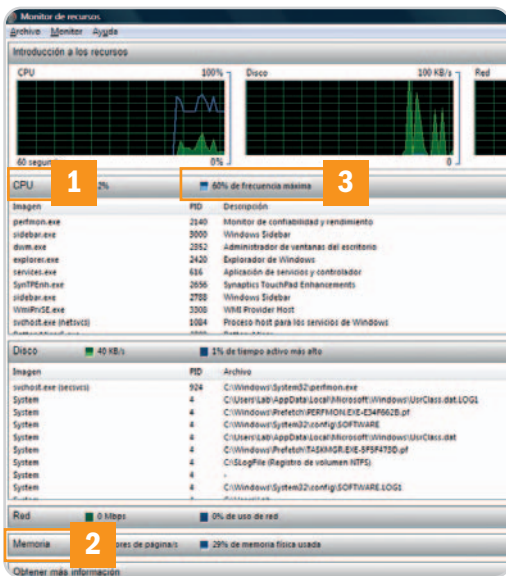 Monitor de recursos
Archivo Monitor Ayuda
Introducción a los recursos
CPU 100% Disco 100 KB/s Red
60 segundos 0% 0
CPU 1 2% 60% de frecuencia máxima 3
Imagen PID Descripción
perfmon.exe 2140 Monitor de confiabilidad y rendimiento
sidebar.exe 3000 Windows Sidebar
dwm.exe 2352 Administrador de ventanas del escritorio
explorer.exe 2420 Explorador de Windows
services.exe 616 Aplicación de servicios y controlador
SynTPEnh.exe 2656 Synaptics TouchPad Enhancements
sidebar.exe 2788 Windows Sidebar
WmiPrvSE.exe 3308 WMI Provider Host
svchost.exe (netsvcs) 1084 Proceso host para los servicios de Windows
Disco 40 KB/s 1% de tiempo activo más alto
Imagen PID Archivo
svchost.exe (secsvcs) 924 C:\Windows\System32\perfmon.exe
System 4 C:\Users\Lab\AppData\Local\Microsoft\Windows\UsrClass.dat.LOG1
System 4 C:\Windows\Prefetch\PERFMON.EXE-E34F662B.pf
System 4 C:\Windows\System32\config\SOFTWARE
System 4 C:\Users\Lab\AppData\Local\Microsoft\Windows\UsrClass.dat
System 4 C:\Windows\Prefetch\TASKMGR.EXE-5F5F473D.pf
System 4 C:\$LogFile (Registro de volumen NTFS)
System 4 -
System 4 C:\Windows\System32\config\SOFTWARE.LOG1
Red 0 Mbps 0% de uso de red
Memoria 2 ores de página/s 29% de memoria física usada
Obtener más información